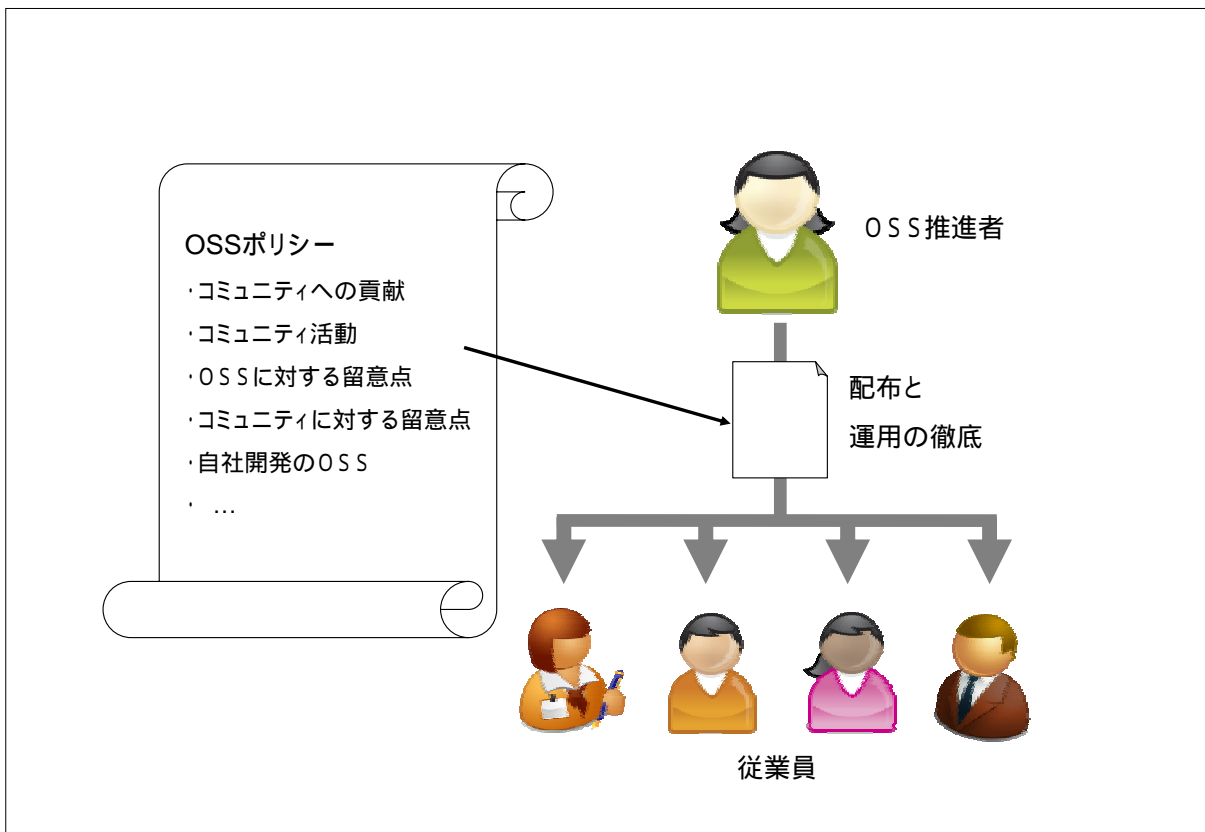 OSSポリシー
・コミュニティへの貢献
・コミュニティ活動
・OSSに対する留意点
・コミュニティに対する留意点
・自社開発のOSS
・ …
OSS推進者
配布と
運用の徹底
従業員